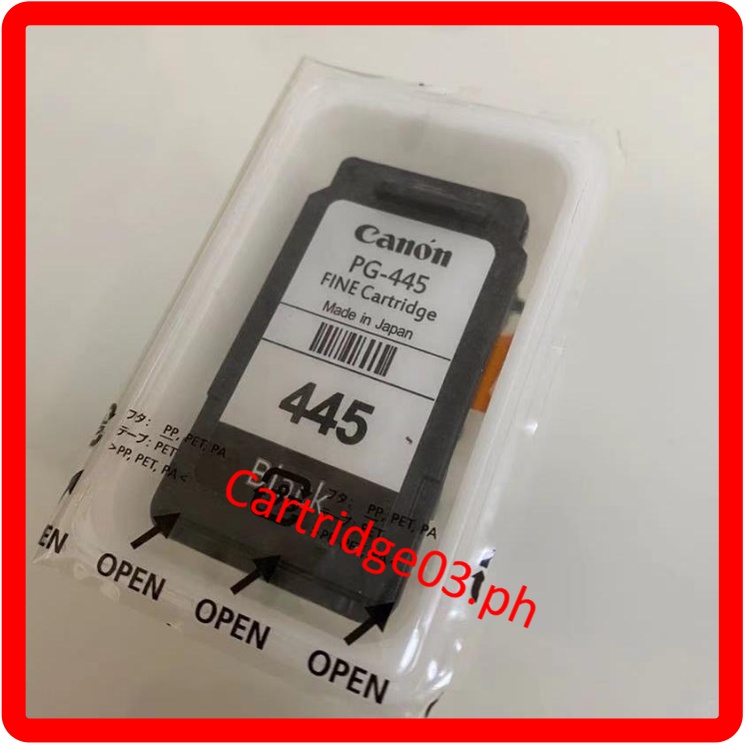 Canon
PG-445
FINE Cartridge
Made in Japan
445
Black
フタ： PP, PET, PA
テープ：PET
>PP, PET, PA<
フタ： PP, PET, PA
Cartridge03.ph
EN
OPEN
OPEN
OPEN